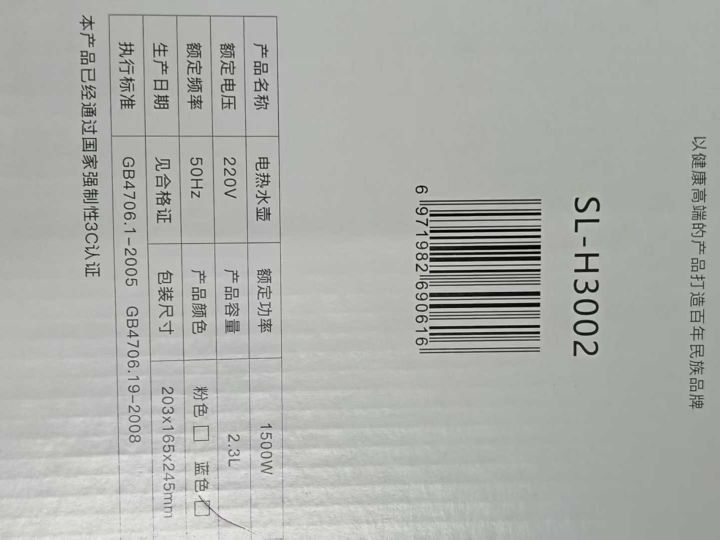 以健康高端的产品打造百年民族品牌
SL-H3002
6 971982 690616
产品名称 电热水壶 额定功率 1500W
额定电压 220V 产品容量 2.3L
额定频率 50Hz 产品颜色 粉色□ 蓝色□
生产日期 见合格证 包装尺寸 203x165x245mm
执行标准 GB4706.1-2005 GB4706.19-2008
本产品已经通过国家强制性3C认证